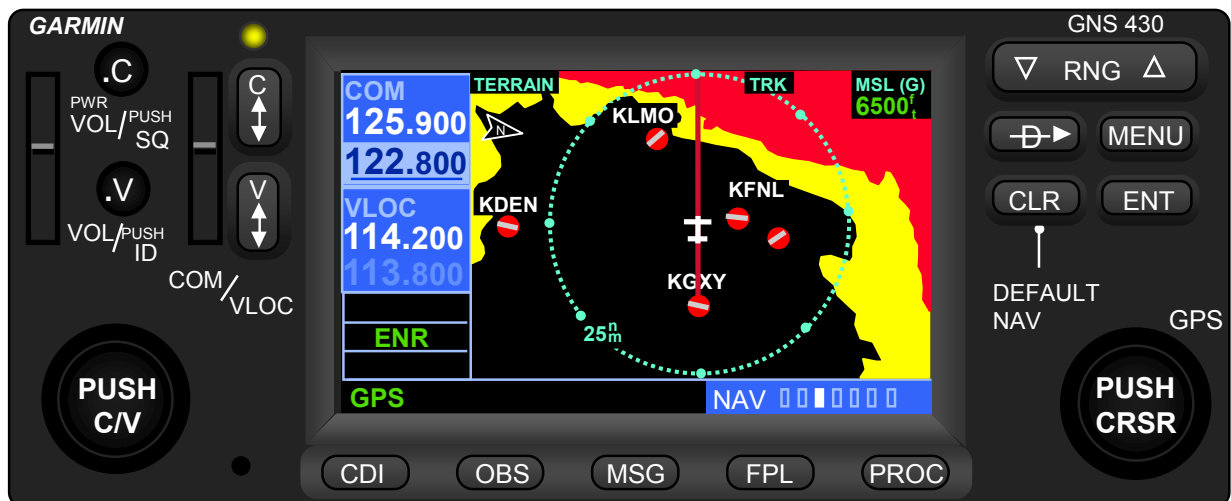 GARMIN
GNS 430
.C
PWR
VOL/PUSH
SQ
.V
VOL/PUSH
ID
C
V
COM/VLOC
PUSH
C/V
COM
125.900
122.800
VLOC
114.200
113.800
ENR
GPS
TERRAIN
TRK
MSL (G)
6500ft
N
KLMO
KDEN
KFNL
KGXY
25nm
NAV
RNG
D
MENU
CLR
ENT
DEFAULT
NAV
GPS
PUSH
CRSR
CDI
OBS
MSG
FPL
PROC